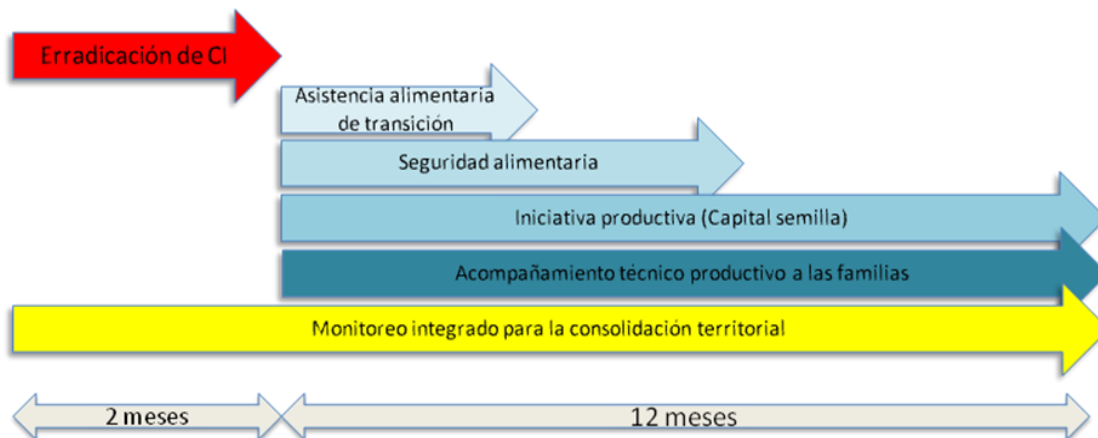 Erradicación de CI
Asistencia alimentaria
de transición
Seguridad alimentaria
Iniciativa productiva (Capital semilla)
Acompañamiento técnico productivo a las familias
Monitoreo integrado para la consolidación territorial
2 meses
12 meses